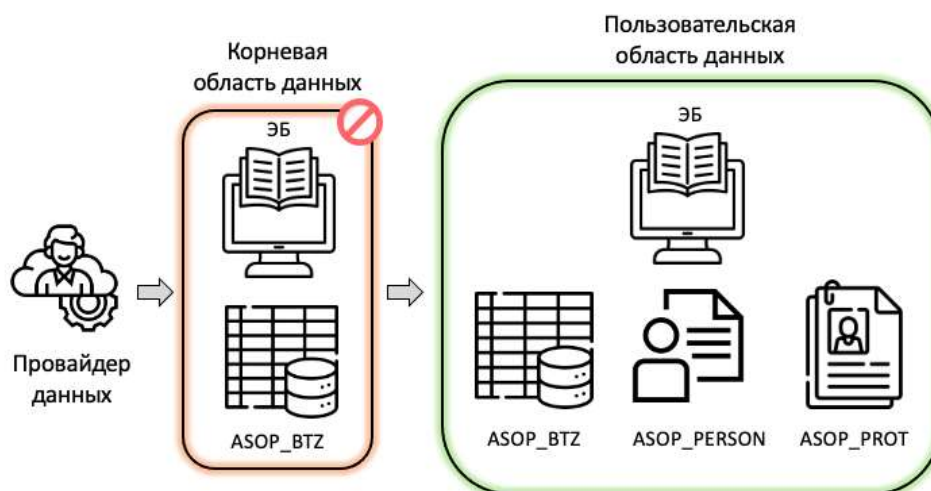 Корневая
область данных
ЭБ
ASOP_BTZ
Пользовательская
область данных
ЭБ
ASOP_BTZ
ASOP_PERSON
ASOP_PROT
Провайдер
данных